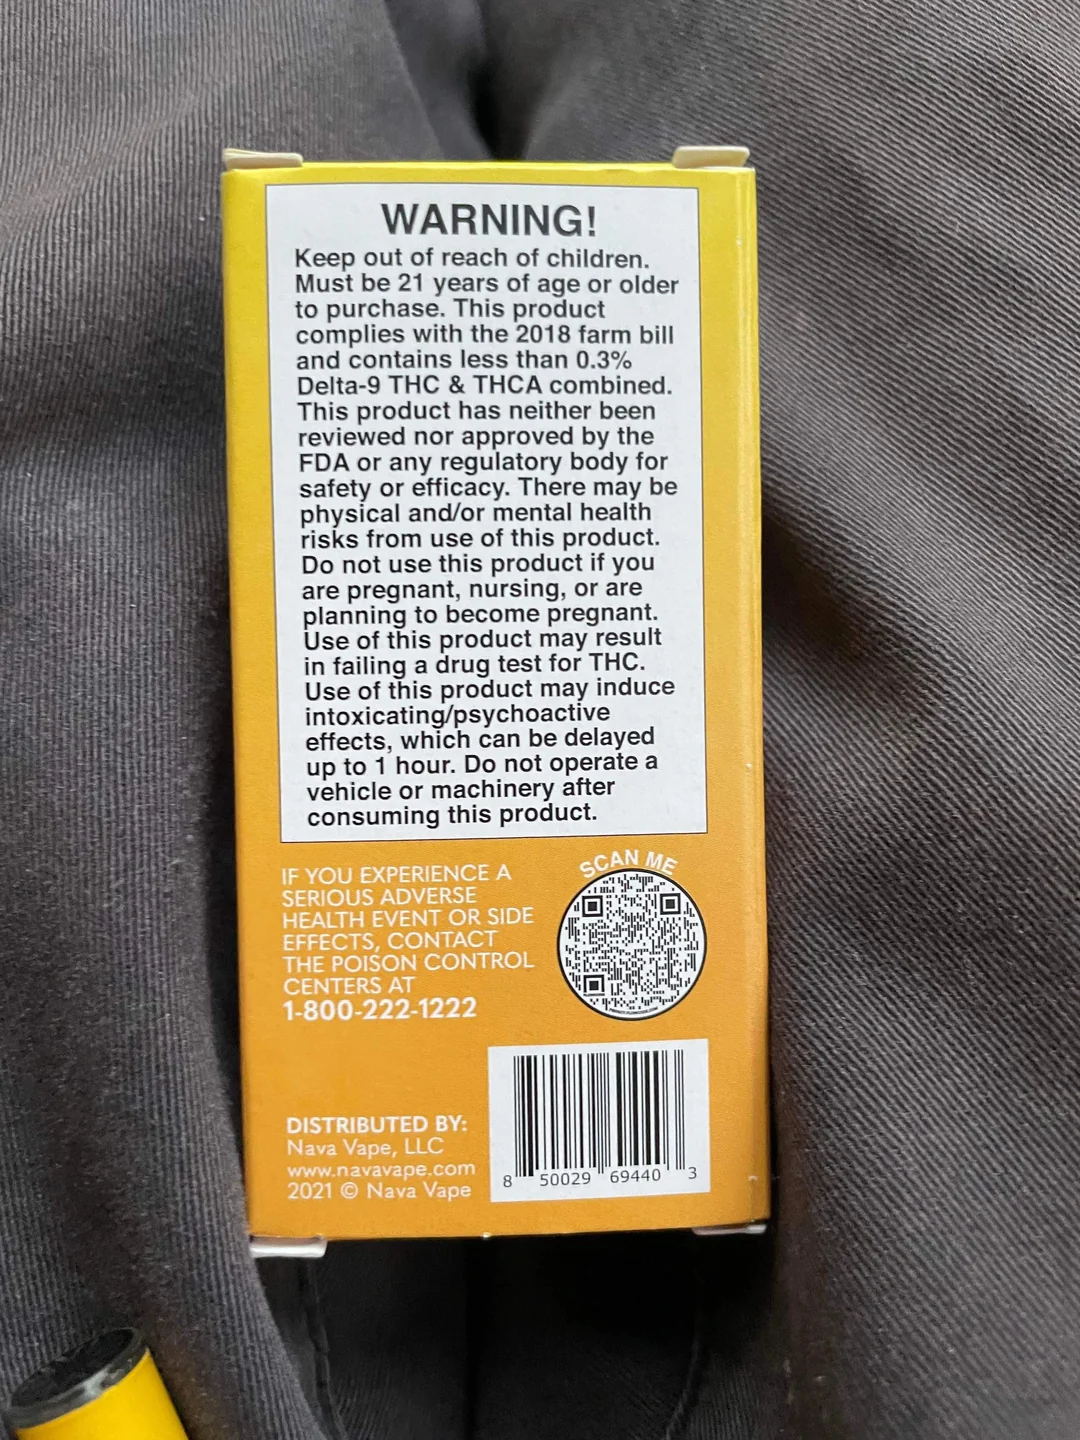 WARNING!
Keep out of reach of children.
Must be 21 years of age or older
to purchase. This product
complies with the 2018 farm bill
and contains less than 0.3%
Delta-9 THC & THCA combined.
This product has neither been
reviewed nor approved by the
FDA or any regulatory body for
safety or efficacy. There may be
physical and/or mental health
risks from use of this product.
Do not use this product if you
are pregnant, nursing, or are
planning to become pregnant.
Use of this product may result
in failing a drug test for THC.
Use of this product may induce
intoxicating/psychoactive
effects, which can be delayed
up to 1 hour. Do not operate a
vehicle or machinery after
consuming this product.
IF YOU EXPERIENCE A
SERIOUS ADVERSE
HEALTH EVENT OR SIDE
EFFECTS, CONTACT
THE POISON CONTROL
CENTERS AT
1-800-222-1222
SCAN ME
DISTRIBUTED BY:
Nava Vape, LLC
www.navavape.com
2021 © Nava Vape
8 50029 69440 3